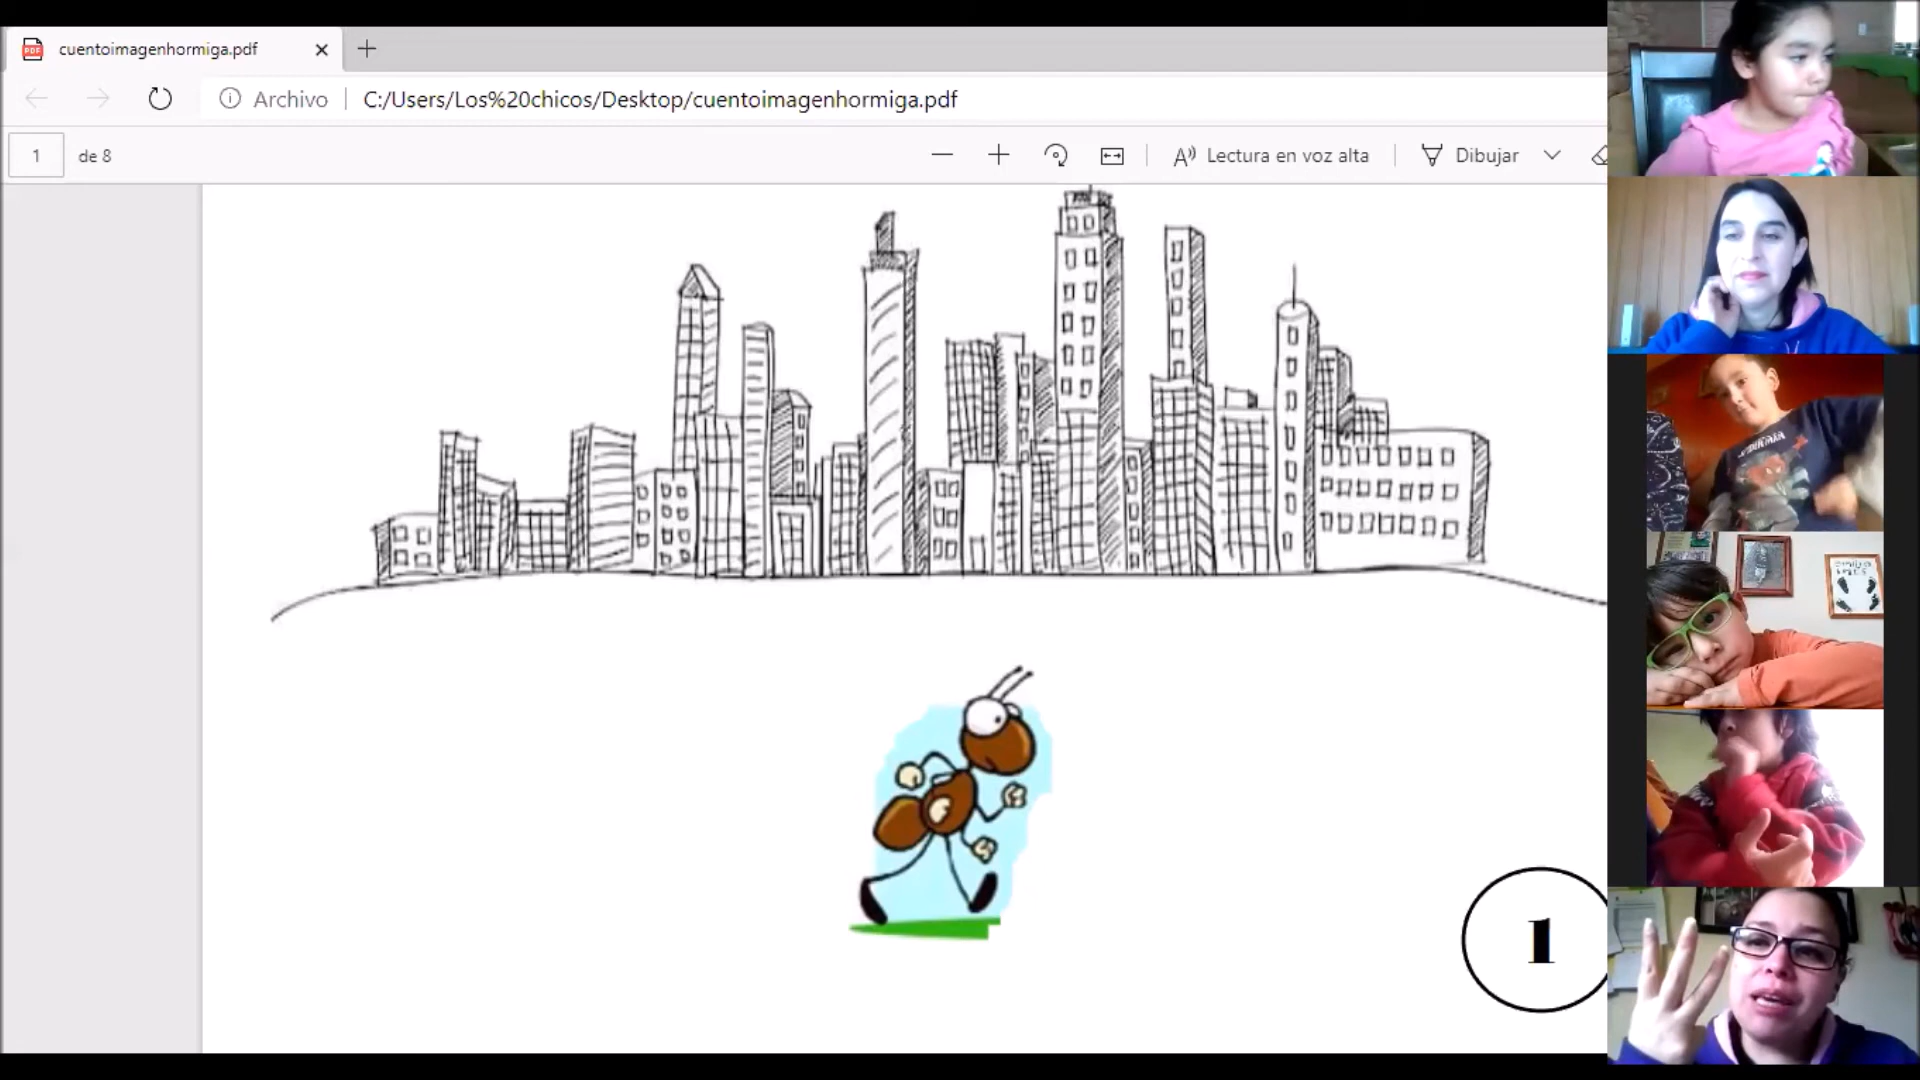 cuentoimagenhormiga.pdf
Archivo C:/Users/Los%20chicos/Desktop/cuentoimagenhormiga.pdf
1 de 8
Lectura en voz alta
Dibujar
1